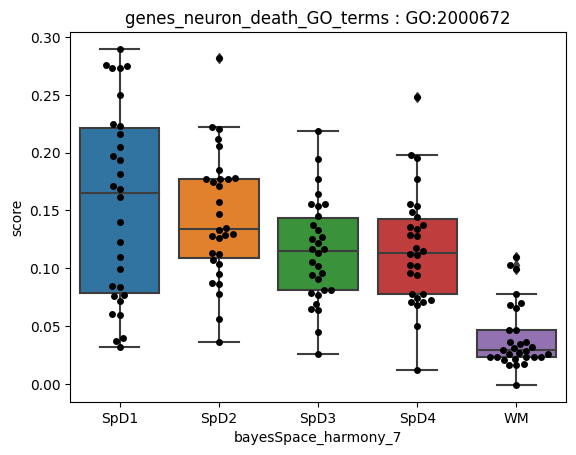 genes_neuron_death_GO_terms : GO:2000672
0.30
0.25
0.20
0.15
0.10
0.05
0.00
score
SpD1 SpD2 SpD3 SpD4 WM
bayesSpace_harmony_7